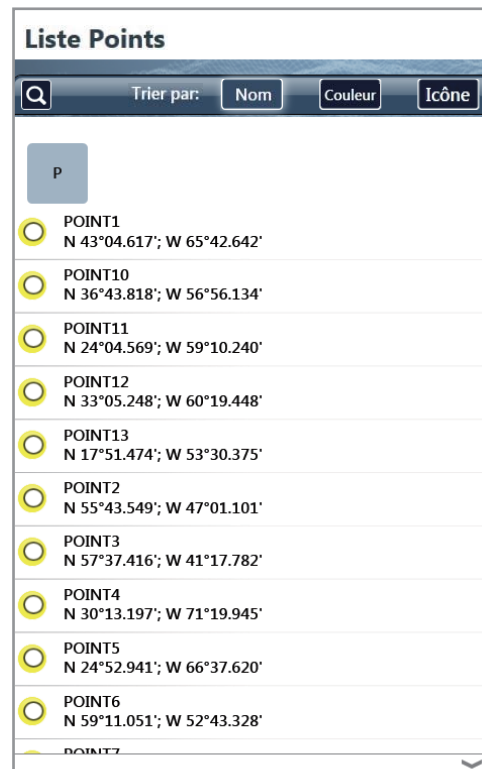 Liste Points
Trier par: Nom Couleur Icône
P
POINT1
N 43°04.617'; W 65°42.642'
POINT10
N 36°43.818'; W 56°56.134'
POINT11
N 24°04.569'; W 59°10.240'
POINT12
N 33°05.248'; W 60°19.448'
POINT13
N 17°51.474'; W 53°30.375'
POINT2
N 55°43.549'; W 47°01.101'
POINT3
N 57°37.416'; W 41°17.782'
POINT4
N 30°13.197'; W 71°19.945'
POINT5
N 24°52.941'; W 66°37.620'
POINT6
N 59°11.051'; W 52°43.328'
POINT7